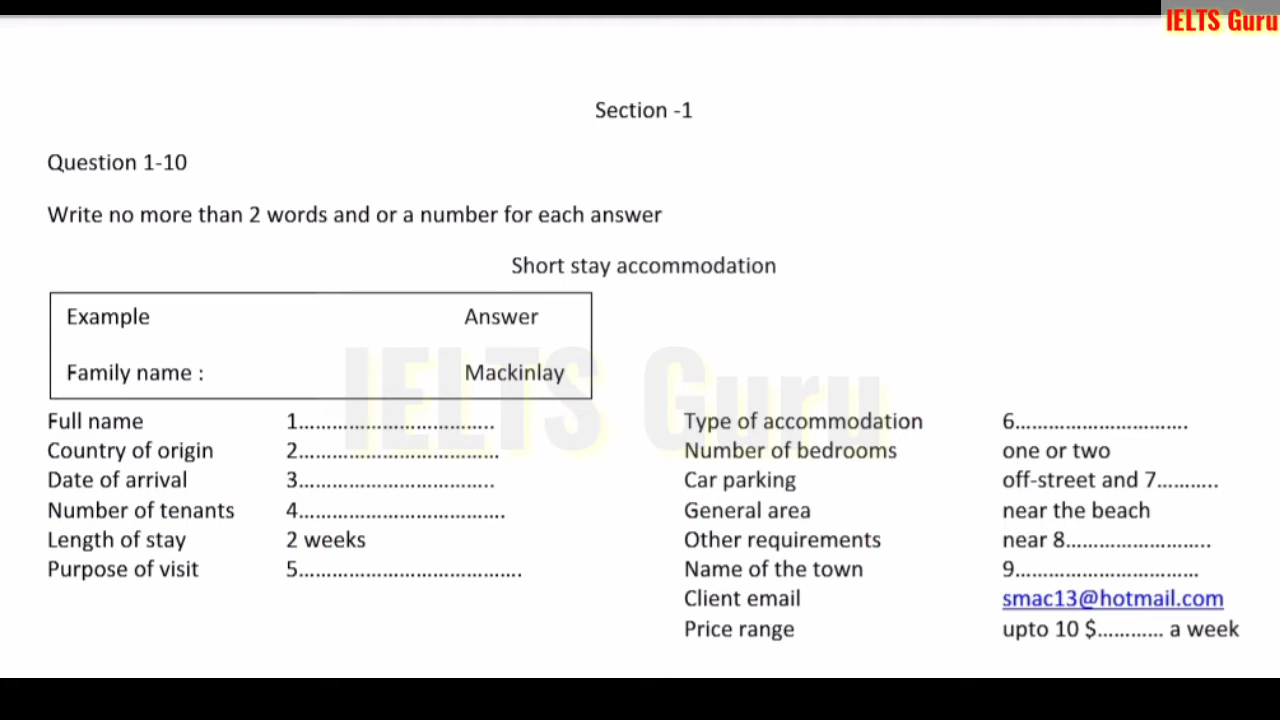 IELTS Guru
Section -1
Question 1-10
Write no more than 2 words and or a number for each answer
Short stay accommodation
Example Answer
Family name : Mackinlay
IELTS Guru
Full name 1……………………………..
Country of origin 2………………………………
Date of arrival 3……………………………..
Number of tenants 4……………………………….
Length of stay 2 weeks
Purpose of visit 5………………………………….
Type of accommodation 6………………………….
Number of bedrooms one or two
Car parking off-street and 7………..
General area near the beach
Other requirements near 8……………………..
Name of the town 9……………………………
Client email smac13@hotmail.com
Price range upto 10 $………… a week